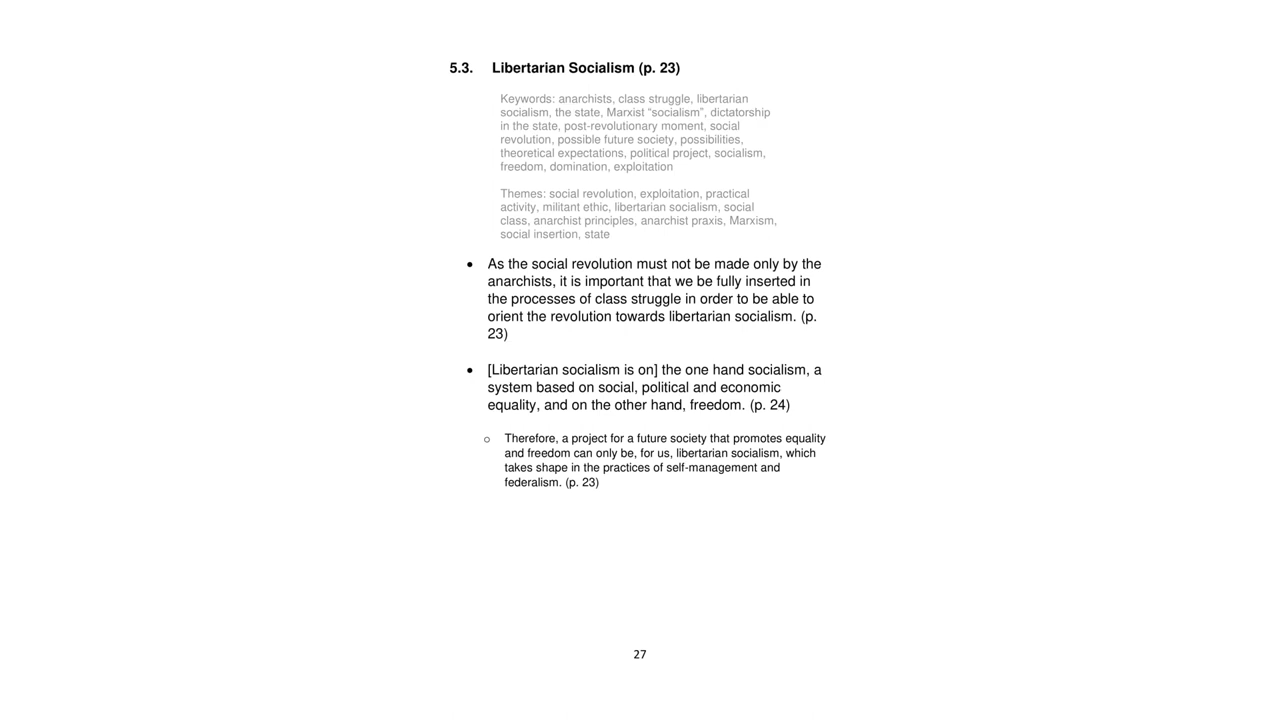 5.3. Libertarian Socialism (p. 23)
Keywords: anarchists, class struggle, libertarian
socialism, the state, Marxist “socialism”, dictatorship
in the state, post-revolutionary moment, social
revolution, possible future society, possibilities,
theoretical expectations, political project, socialism,
freedom, domination, exploitation
Themes: social revolution, exploitation, practical
activity, militant ethic, libertarian socialism, social
class, anarchist principles, anarchist praxis, Marxism,
social insertion, state
• As the social revolution must not be made only by the
anarchists, it is important that we be fully inserted in
the processes of class struggle in order to be able to
orient the revolution towards libertarian socialism. (p.
23)
• [Libertarian socialism is on] the one hand socialism, a
system based on social, political and economic
equality, and on the other hand, freedom. (p. 24)
o Therefore, a project for a future society that promotes equality
and freedom can only be, for us, libertarian socialism, which
takes shape in the practices of self-management and
federalism. (p. 23)
27